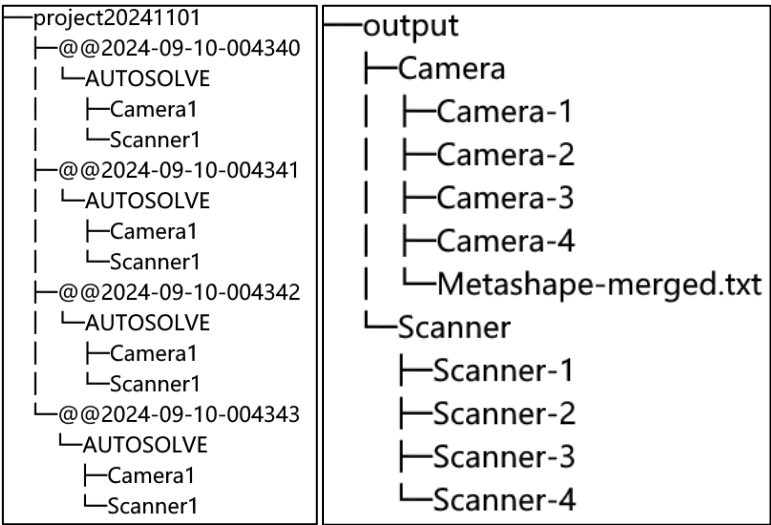 project20241101
@@2024-09-10-004340
AUTOSOLVE
Camera1
Scanner1
@@2024-09-10-004341
AUTOSOLVE
Camera1
Scanner1
@@2024-09-10-004342
AUTOSOLVE
Camera1
Scanner1
@@2024-09-10-004343
AUTOSOLVE
Camera1
Scanner1
output
Camera
Camera-1
Camera-2
Camera-3
Camera-4
Metashape-merged.txt
Scanner
Scanner-1
Scanner-2
Scanner-3
Scanner-4